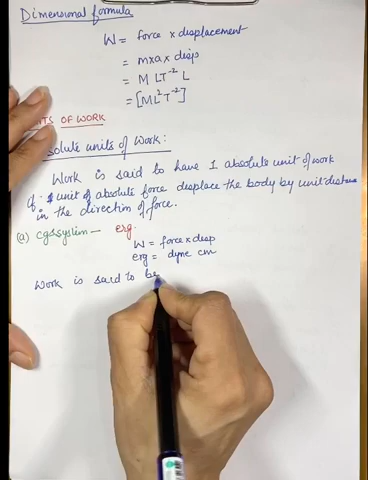 Dimensional formula
W = force × displacement
= m×a × disp
= M LT⁻² L
= [ML²T⁻²]
ITS OF WORK
solute units of Work:
Work is said to have 1 absolute unit of work
if unit of absolute force displace the body by unit distance
in the direction of force.
(a) cgs system — erg.
W = force × disp
erg = dyne cm
Work is said to be